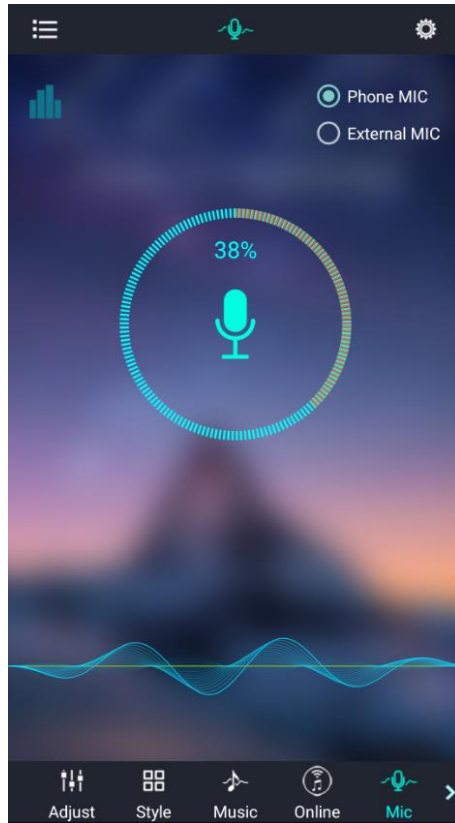 Phone MIC
External MIC
38%
Adjust
Style
Music
Online
Mic